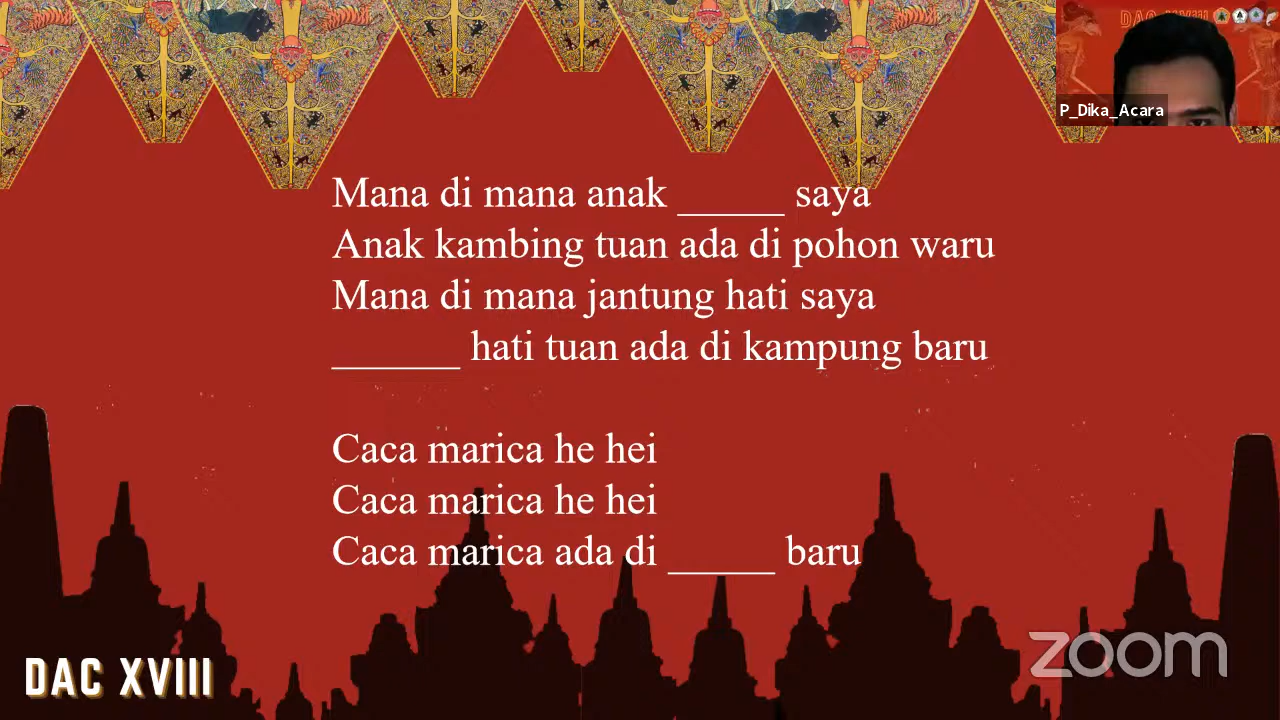 DAC XVIII
P_Dika_Acara
Mana di mana anak _____ saya
Anak kambing tuan ada di pohon waru
Mana di mana jantung hati saya
______ hati tuan ada di kampung baru
Caca marica he hei
Caca marica he hei
Caca marica ada di _____ baru
DAC XVIII
zoom